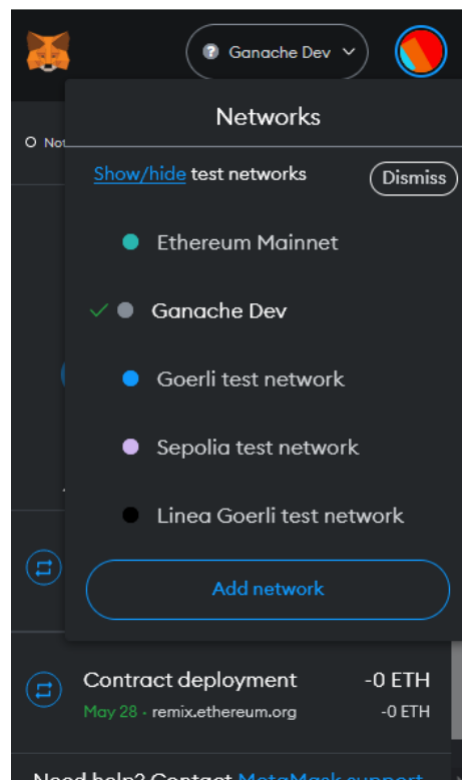 Ganache Dev
Networks
Not
Show/hide test networks
Dismiss
Ethereum Mainnet
Ganache Dev
Goerli test network
Sepolia test network
Linea Goerli test network
Add network
Contract deployment
-0 ETH
May 28 · remix.ethereum.org
-0 ETH
Need help? Contact MetaMask support